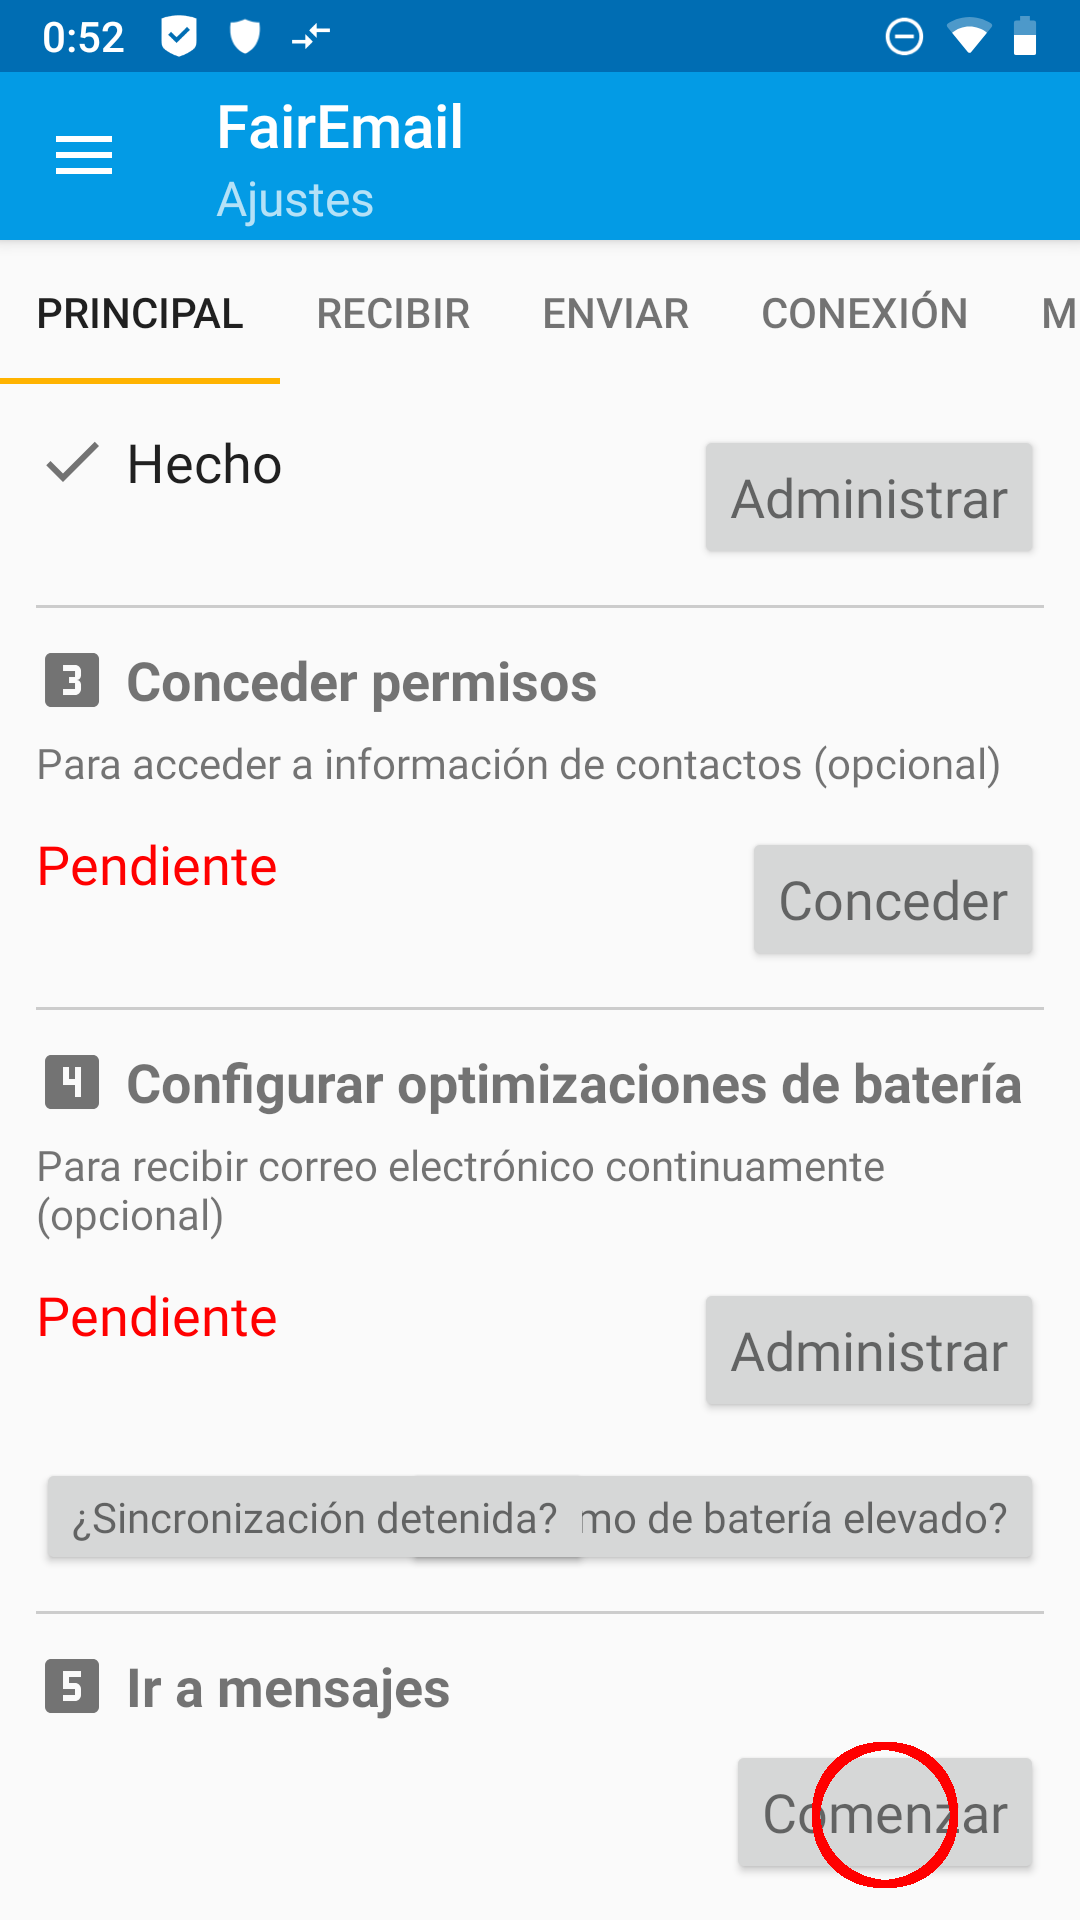 0:52
FairEmail
Ajustes
PRINCIPAL RECIBIR ENVIAR CONEXIÓN M
Hecho
Administrar
3 Conceder permisos
Para acceder a información de contactos (opcional)
Pendiente
Conceder
4 Configurar optimizaciones de batería
Para recibir correo electrónico continuamente
(opcional)
Pendiente
Administrar
¿Sincronización detenida? mo de batería elevado?
5 Ir a mensajes
Comenzar